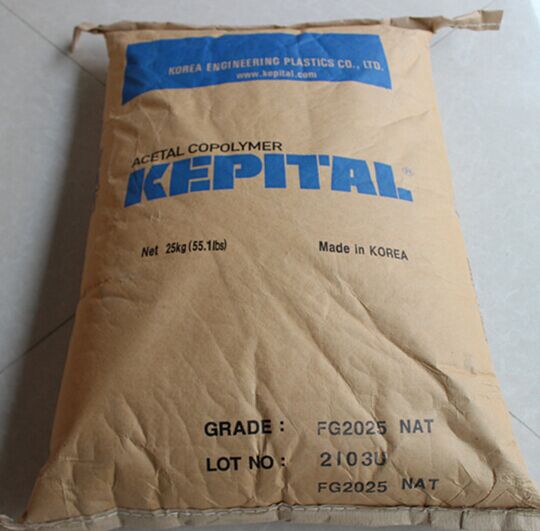 KOREA ENGINEERING PLASTICS CO., LTD.
www.kepital.com
ACETAL COPOLYMER
KEPITAL®
Net 25kg (55.1lbs) Made in KOREA
GRADE : FG2025 NAT
LOT NO : 2103U
FG2025 NAT